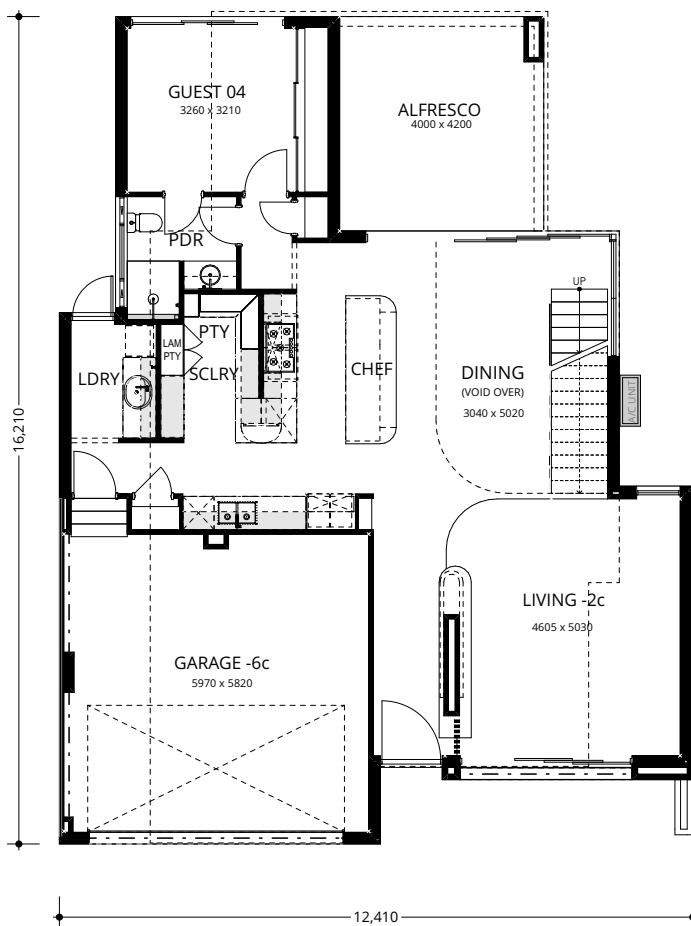 GUEST 04
3260 x 3210
ALFRESCO
4000 x 4200
PDR
UP
PTY
LAM
PTY
LDRY
SCLRY
CHEF
DINING
(VOID OVER)
3040 x 5020
A/C UNIT
16,210
LIVING -2c
4605 x 5030
GARAGE -6c
5970 x 5820
12,410